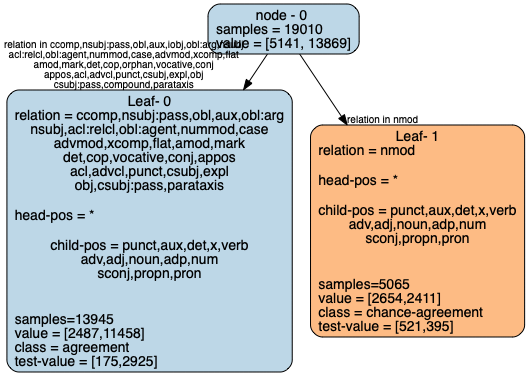 node - 0
samples = 19010
value = [5141, 13869]
relation in ccomp,nsubj:pass,obl,aux,iobj,obl:arg,nsubj
acl:relcl,obl:agent,nummod,case,advmod,xcomp,flat
amod,mark,det,cop,orphan,vocative,conj
appos,acl,advcl,punct,csubj,expl,obj
csubj:pass,compound,parataxis
relation in nmod
Leaf- 0
relation = ccomp,nsubj:pass,obl,aux,obl:arg
nsubj,acl:relcl,obl:agent,nummod,case
advmod,xcomp,flat,amod,mark
det,cop,vocative,conj,appos
acl,advcl,punct,csubj,expl
obj,csubj:pass,parataxis
head-pos = *
child-pos = punct,aux,det,x,verb
adv,adj,noun,adp,num
sconj,propn,pron
samples=13945
value = [2487,11458]
class = agreement
test-value = [175,2925]
Leaf- 1
relation = nmod
head-pos = *
child-pos = punct,aux,det,x,verb
adv,adj,noun,adp,num
sconj,propn,pron
samples=5065
value = [2654,2411]
class = chance-agreement
test-value = [521,395]